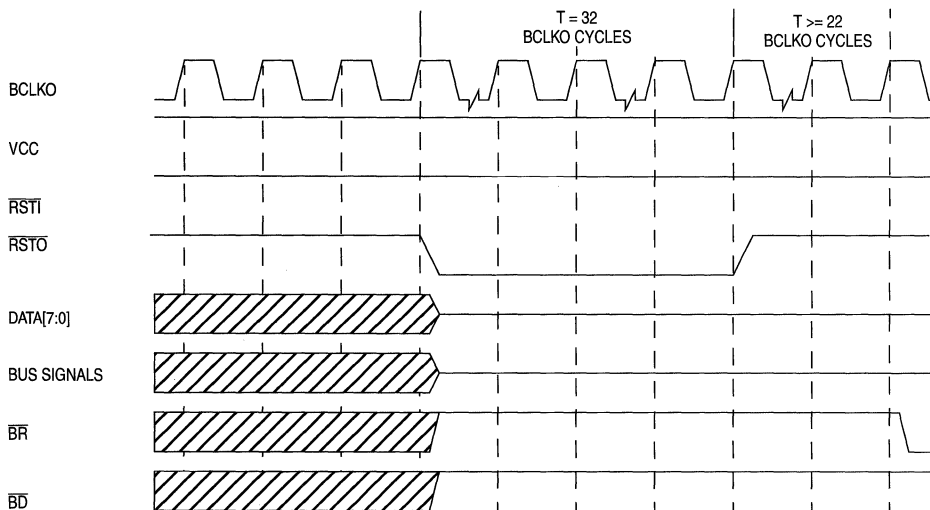 T = 32
BCLKO CYCLES
T >= 22
BCLKO CYCLES
BCLKO
VCC
RSTI
RSTO
DATA[7:0]
BUS SIGNALS
BR
BD